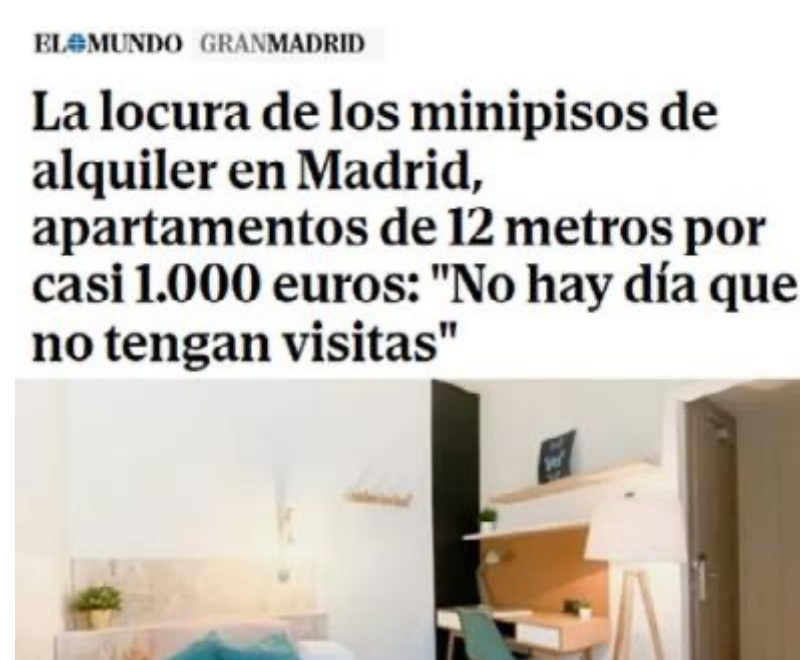 EL MUNDO GRANMADRID
La locura de los minipisos de
alquiler en Madrid,
apartamentos de 12 metros por
casi 1.000 euros: "No hay día que
no tengan visitas"